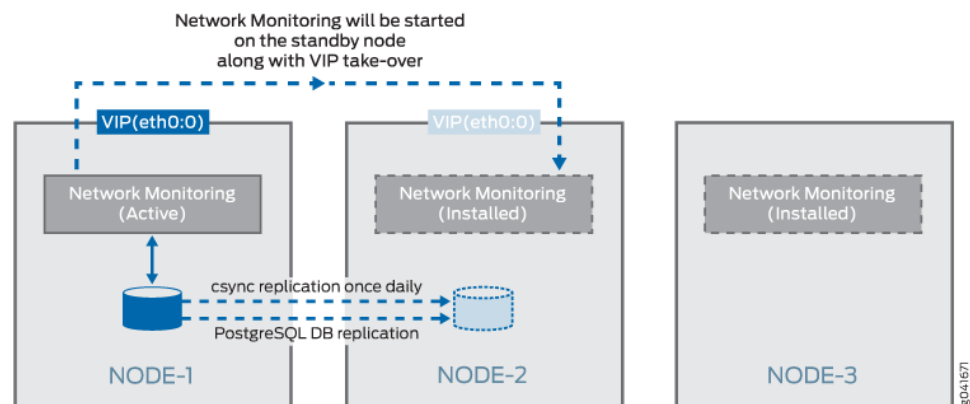 Network Monitoring will be started
on the standby node
along with VIP take-over
VIP(eth0:0)
VIP(eth0:0)
Network Monitoring
(Active)
Network Monitoring
(Installed)
Network Monitoring
(Installed)
csync replication once daily
PostgreSQL DB replication
NODE-1
NODE-2
NODE-3
g041671